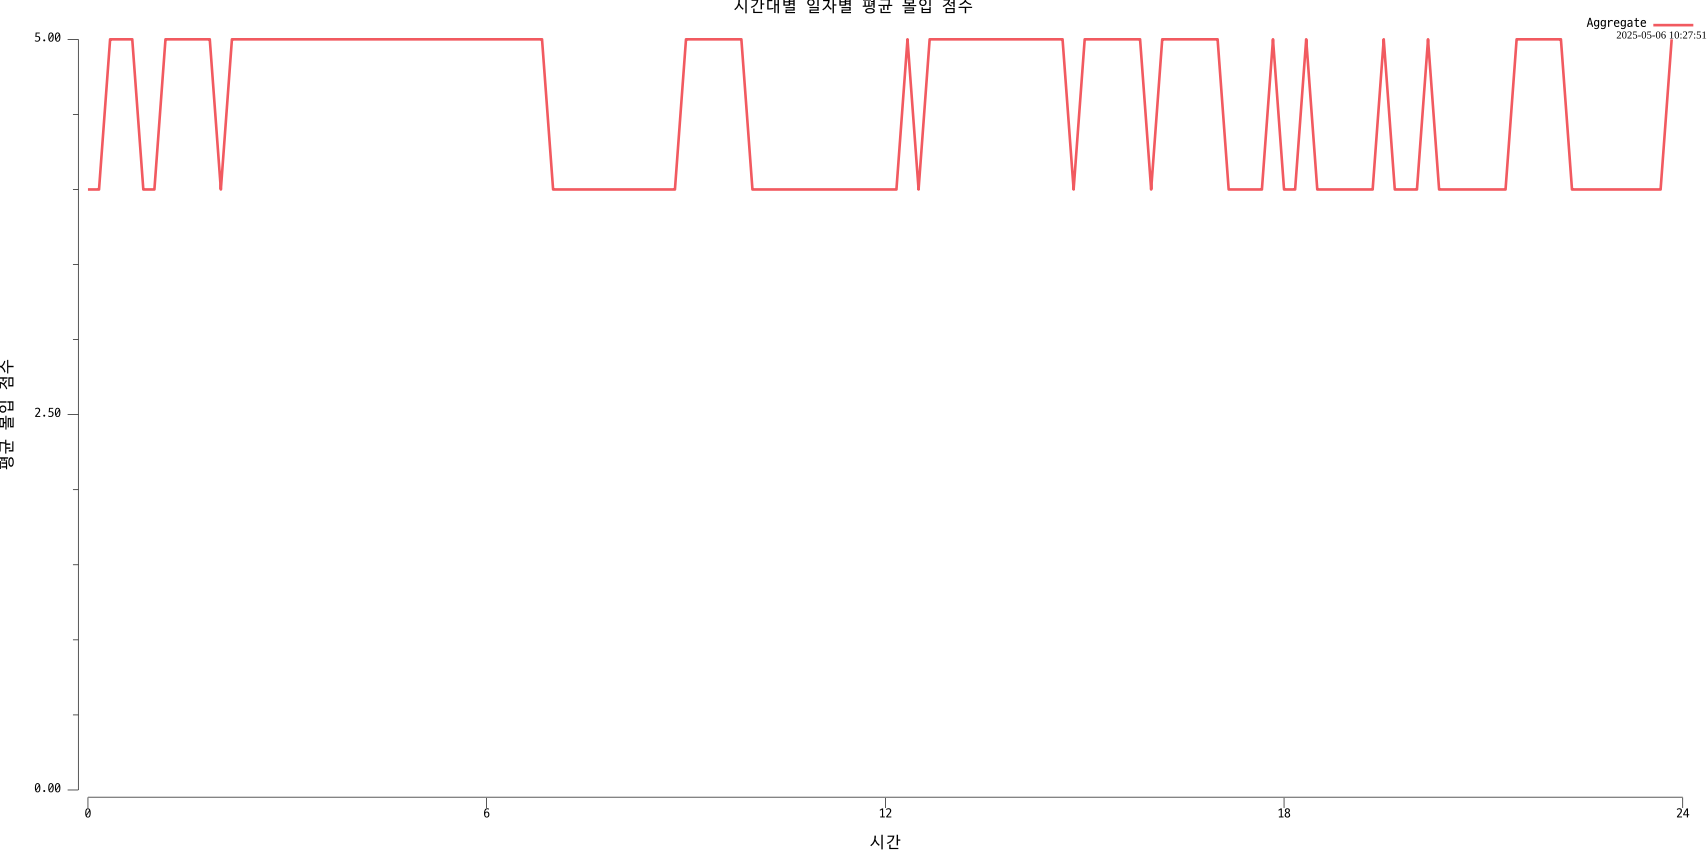 시간대별 일자별 평균 몰입 점수
Aggregate
2025-05-06 10:27:51
5.00
2.50
0.00
평균 몰입 점수
0 6 12 18 24
시간